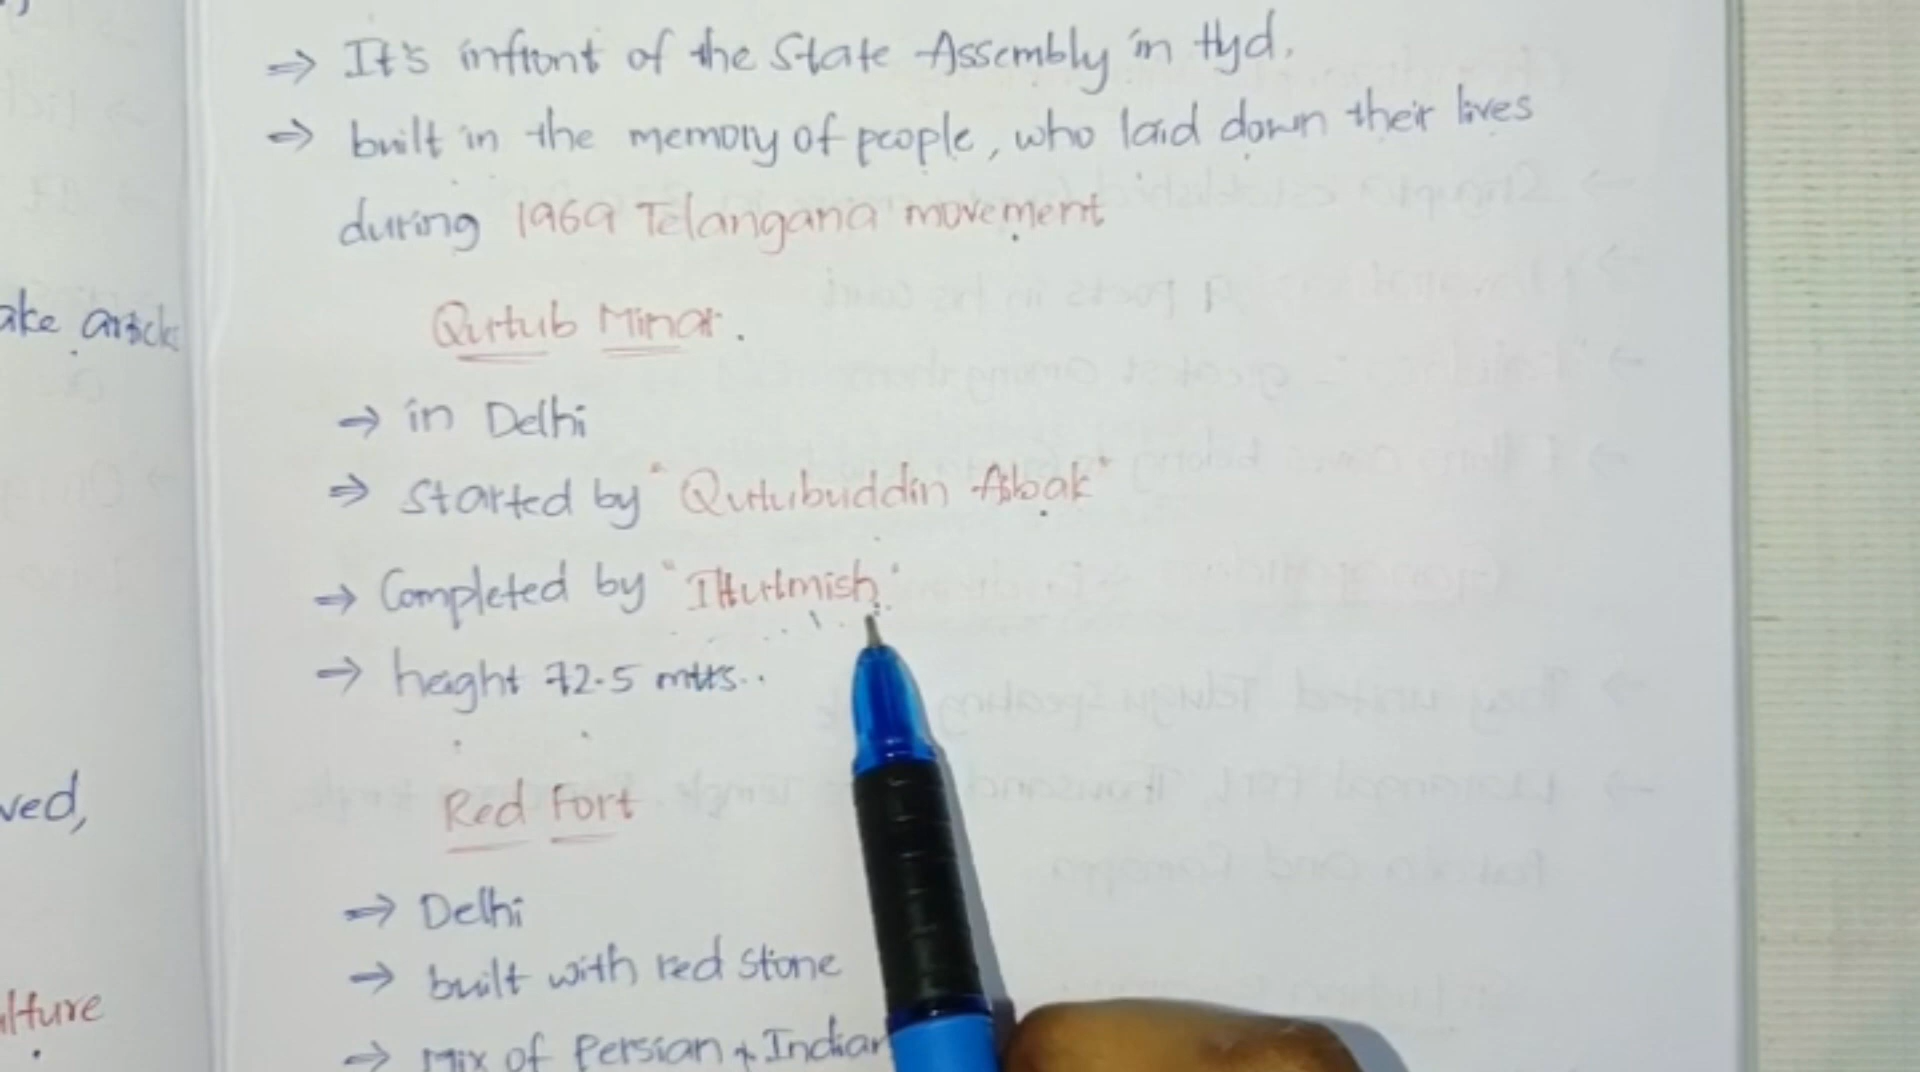 ⇒ It's infront of the State Assembly in Hyd.
⇒ built in the memory of people, who laid down their lives
during 1969 Telangana movement
Qutub Minar.
→ in Delhi
⇒ Started by "Qutubuddin Aibak"
→ Completed by "Iltutmish"
→ height 72.5 mtrs..
Red Fort
→ Delhi
→ built with red stone
→ Mix of Persian + Indian
ake article
ved,
lture